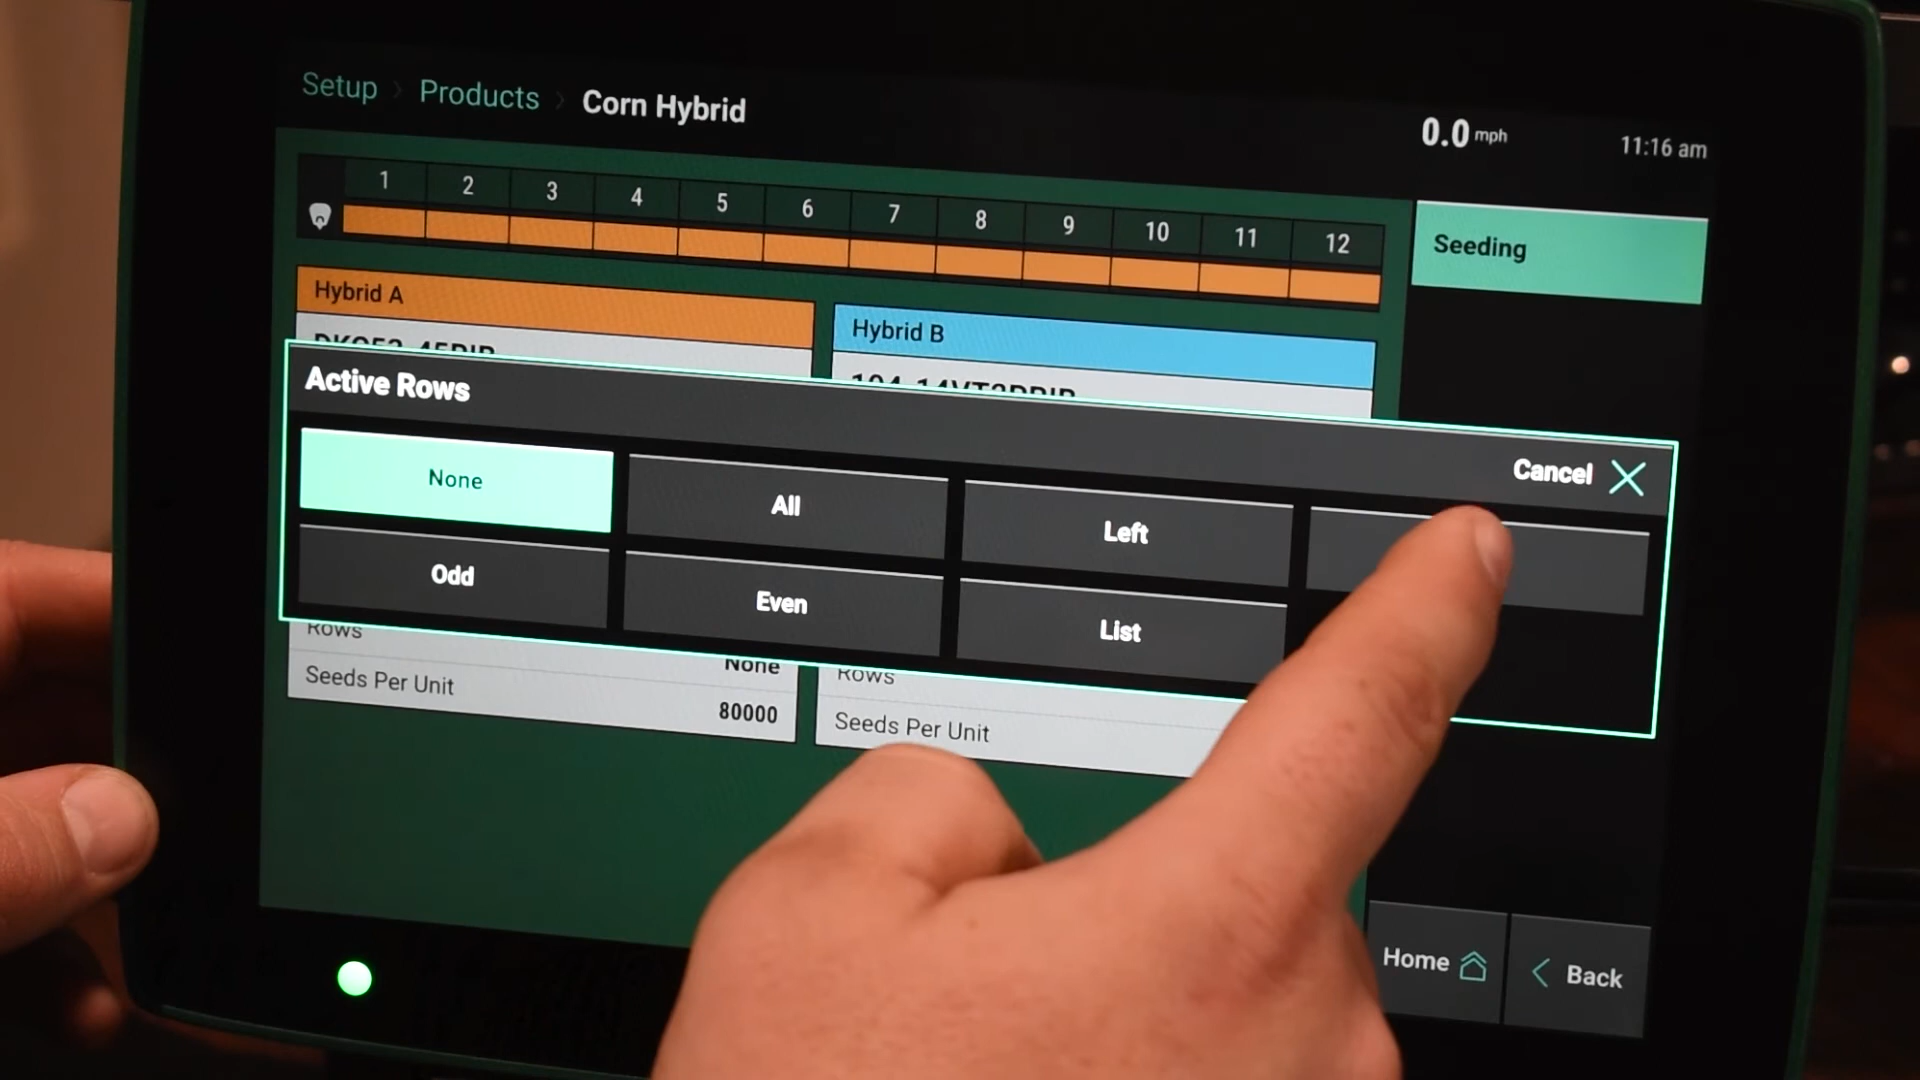 Setup > Products > Corn Hybrid
0.0 mph
11:16 am
1 2 3 4 5 6 7 8 9 10 11 12
Seeding
Hybrid A
Hybrid B
Active Rows
Cancel
None
All
Left
Odd
Even
List
Rows
None
Rows
Seeds Per Unit
80000
Seeds Per Unit
Home
Back